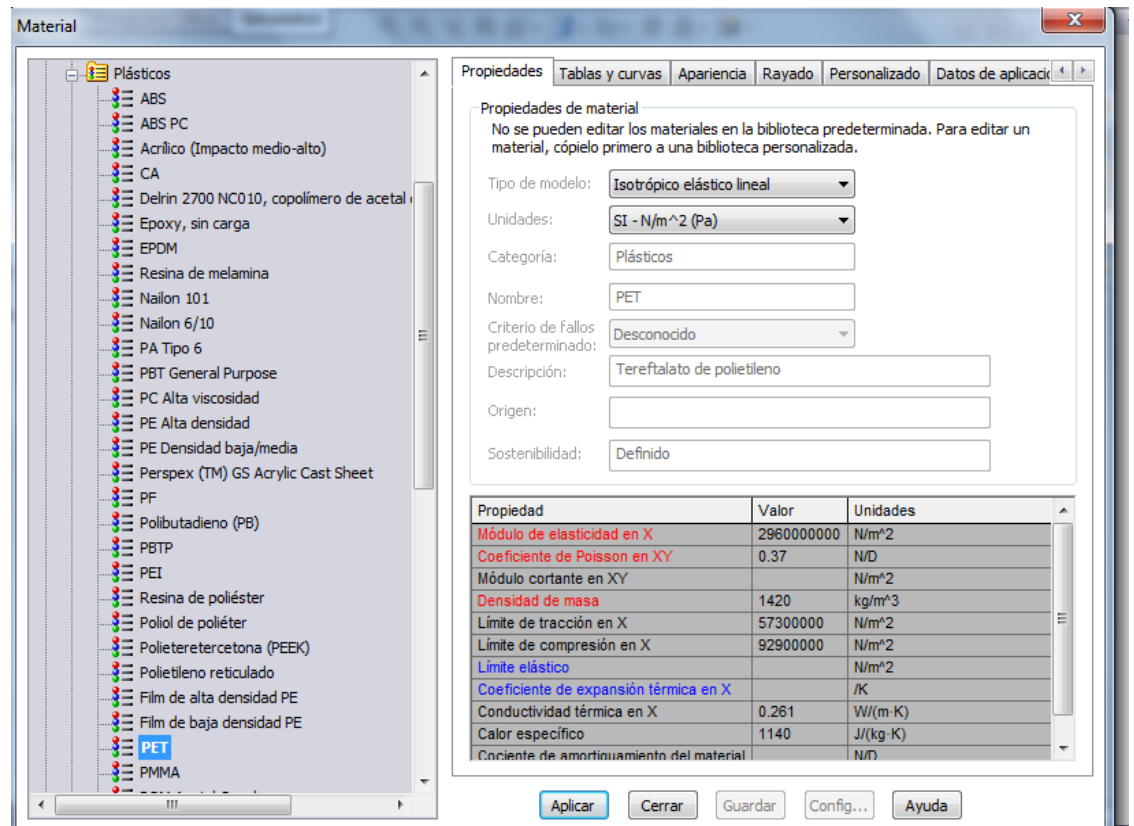 Material
Plásticos
ABS
ABS PC
Acrílico (Impacto medio-alto)
CA
Delrin 2700 NC010, copolímero de acetal
Epoxy, sin carga
EPDM
Resina de melamina
Nailon 101
Nailon 6/10
PA Tipo 6
PBT General Purpose
PC Alta viscosidad
PE Alta densidad
PE Densidad baja/media
Perspex (TM) GS Acrylic Cast Sheet
PF
Polibutadieno (PB)
PBTP
PEI
Resina de poliéster
Poliol de poliéter
Polieteretercetona (PEEK)
Polietileno reticulado
Film de alta densidad PE
Film de baja densidad PE
PET
PMMA
Propiedades Tablas y curvas Apariencia Rayado Personalizado Datos de aplicació
Propiedades de material
No se pueden editar los materiales en la biblioteca predeterminada. Para editar un
material, cópielo primero a una biblioteca personalizada.
Tipo de modelo: Isotrópico elástico lineal
Unidades: SI - N/m^2 (Pa)
Categoría: Plásticos
Nombre: PET
Criterio de fallos
predeterminado: Desconocido
Descripción: Tereftalato de polietileno
Origen:
Sostenibilidad: Definido
Propiedad Valor Unidades
Módulo de elasticidad en X 2960000000 N/m^2
Coeficiente de Poisson en XY 0.37 N/D
Módulo cortante en XY N/m^2
Densidad de masa 1420 kg/m^3
Límite de tracción en X 57300000 N/m^2
Límite de compresión en X 92900000 N/m^2
Límite elástico N/m^2
Coeficiente de expansión térmica en X /K
Conductividad térmica en X 0.261 W/(m·K)
Calor específico 1140 J/(kg·K)
Cociente de amortiguamiento del material N/D
Aplicar Cerrar Guardar Config... Ayuda